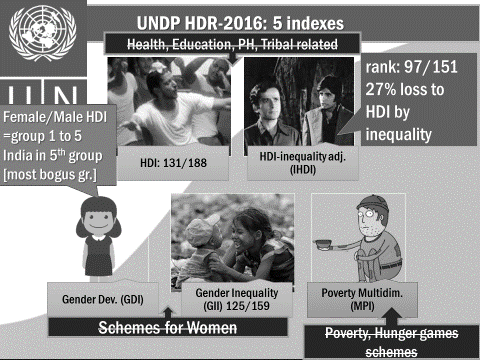 UNDP HDR-2016: 5 indexes
Health, Education, PH, Tribal related
rank: 97/151
27% loss to
HDI by
inequality
UN
Female/Male HDI
=group 1 to 5
India in 5th group
[most bogus gr.]
HDI: 131/188
HDI-inequality adj.
(IHDI)
Gender Dev. (GDI)
Gender Inequality
(GII) 125/159
Poverty Multidim.
(MPI)
Schemes for Women
Poverty, Hunger games
schemes